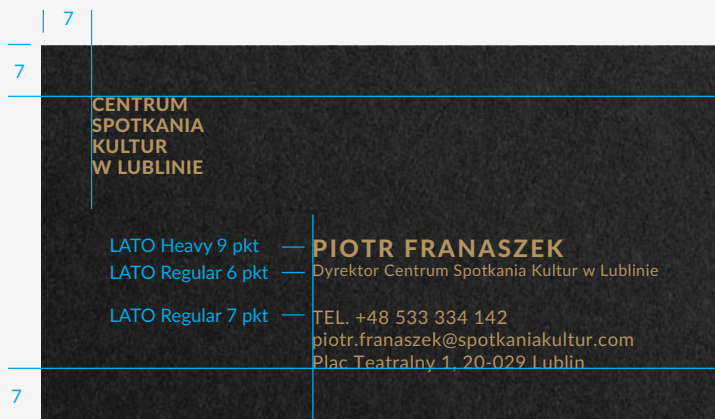 7
7
CENTRUM
SPOTKANIA
KULTUR
W LUBLINIE
LATO Heavy 9 pkt
PIOTR FRANASZEK
LATO Regular 6 pkt
Dyrektor Centrum Spotkania Kultur w Lublinie
LATO Regular 7 pkt
TEL. +48 533 334 142
piotr.franaszek@spotkaniakultur.com
Plac Teatralny 1, 20-029 Lublin
7